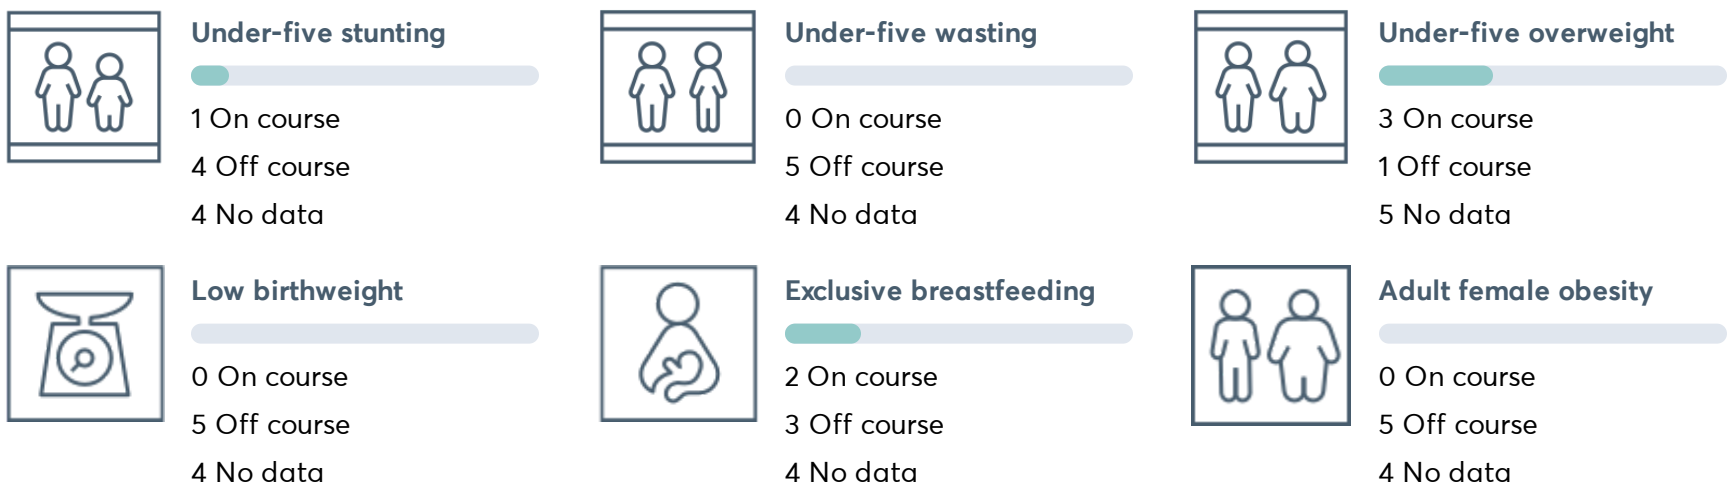 Under-five stunting
1 On course
4 Off course
4 No data
Under-five wasting
0 On course
5 Off course
4 No data
Under-five overweight
3 On course
1 Off course
5 No data
Low birthweight
0 On course
5 Off course
4 No data
Exclusive breastfeeding
2 On course
3 Off course
4 No data
Adult female obesity
0 On course
5 Off course
4 No data